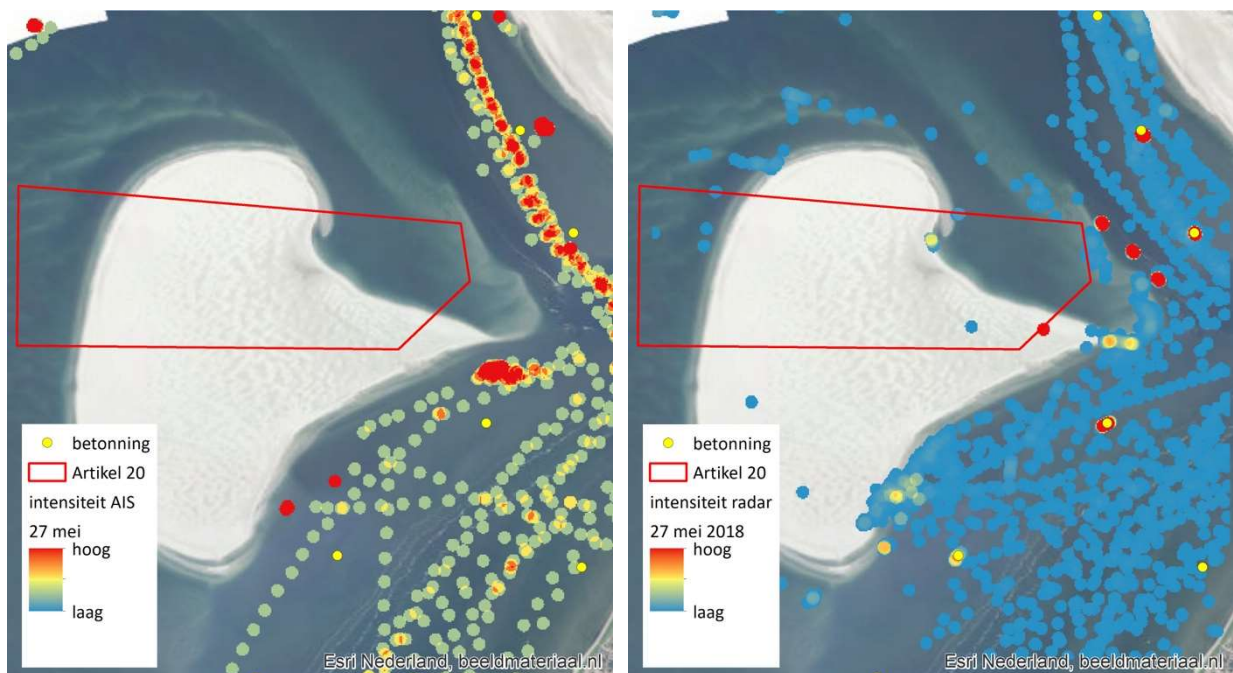 betonning
Artikel 20
intensiteit AIS
27 mei
hoog
laag
Esri Nederland, beeldmateriaal.nl
betonning
Artikel 20
intensiteit radar
27 mei 2018
hoog
laag
Esri Nederland, beeldmateriaal.nl